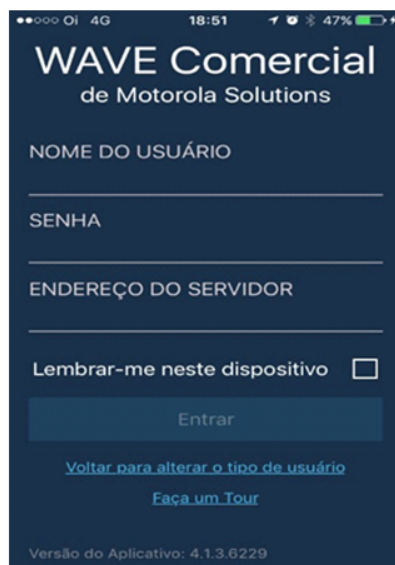 ●●○○○ Oi 4G 18:51 47%
WAVE Comercial
de Motorola Solutions
NOME DO USUÁRIO
SENHA
ENDEREÇO DO SERVIDOR
Lembrar-me neste dispositivo
Entrar
Voltar para alterar o tipo de usuário
Faça um Tour
Versão do Aplicativo: 4.1.3.6229